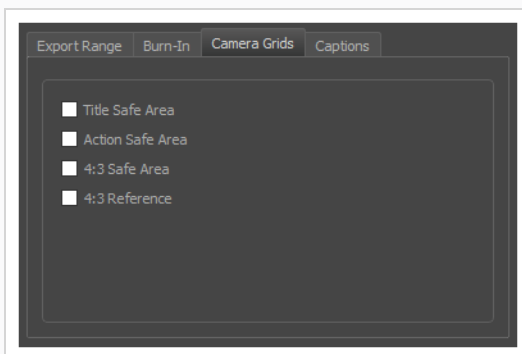 Export Range Burn-In Camera Grids Captions
Title Safe Area
Action Safe Area
4:3 Safe Area
4:3 Reference